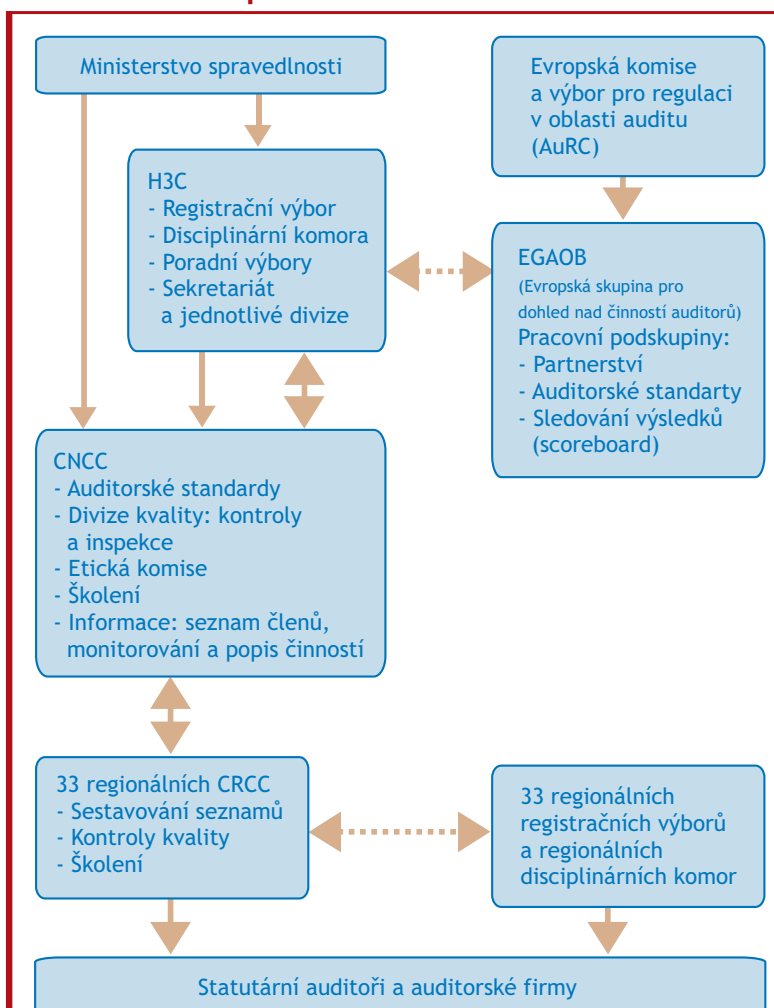 Ministerstvo spravedlnosti
Evropská komise
a výbor pro regulaci
v oblasti auditu
(AuRC)
H3C
- Registrační výbor
- Disciplinární komora
- Poradní výbory
- Sekretariát
a jednotlivé divize
EGAOB
(Evropská skupina pro
dohled nad činností auditorů)
Pracovní podskupiny:
- Partnerství
- Auditorské standarty
- Sledování výsledků
(scoreboard)
CNCC
- Auditorské standardy
- Divize kvality: kontroly
a inspekce
- Etická komise
- Školení
- Informace: seznam členů,
monitorování a popis činností
33 regionálních CRCC
- Sestavování seznamů
- Kontroly kvality
- Školení
33 regionálních
registračních výborů
a regionálních
disciplinárních komor
Statutární auditoři a auditorské firmy